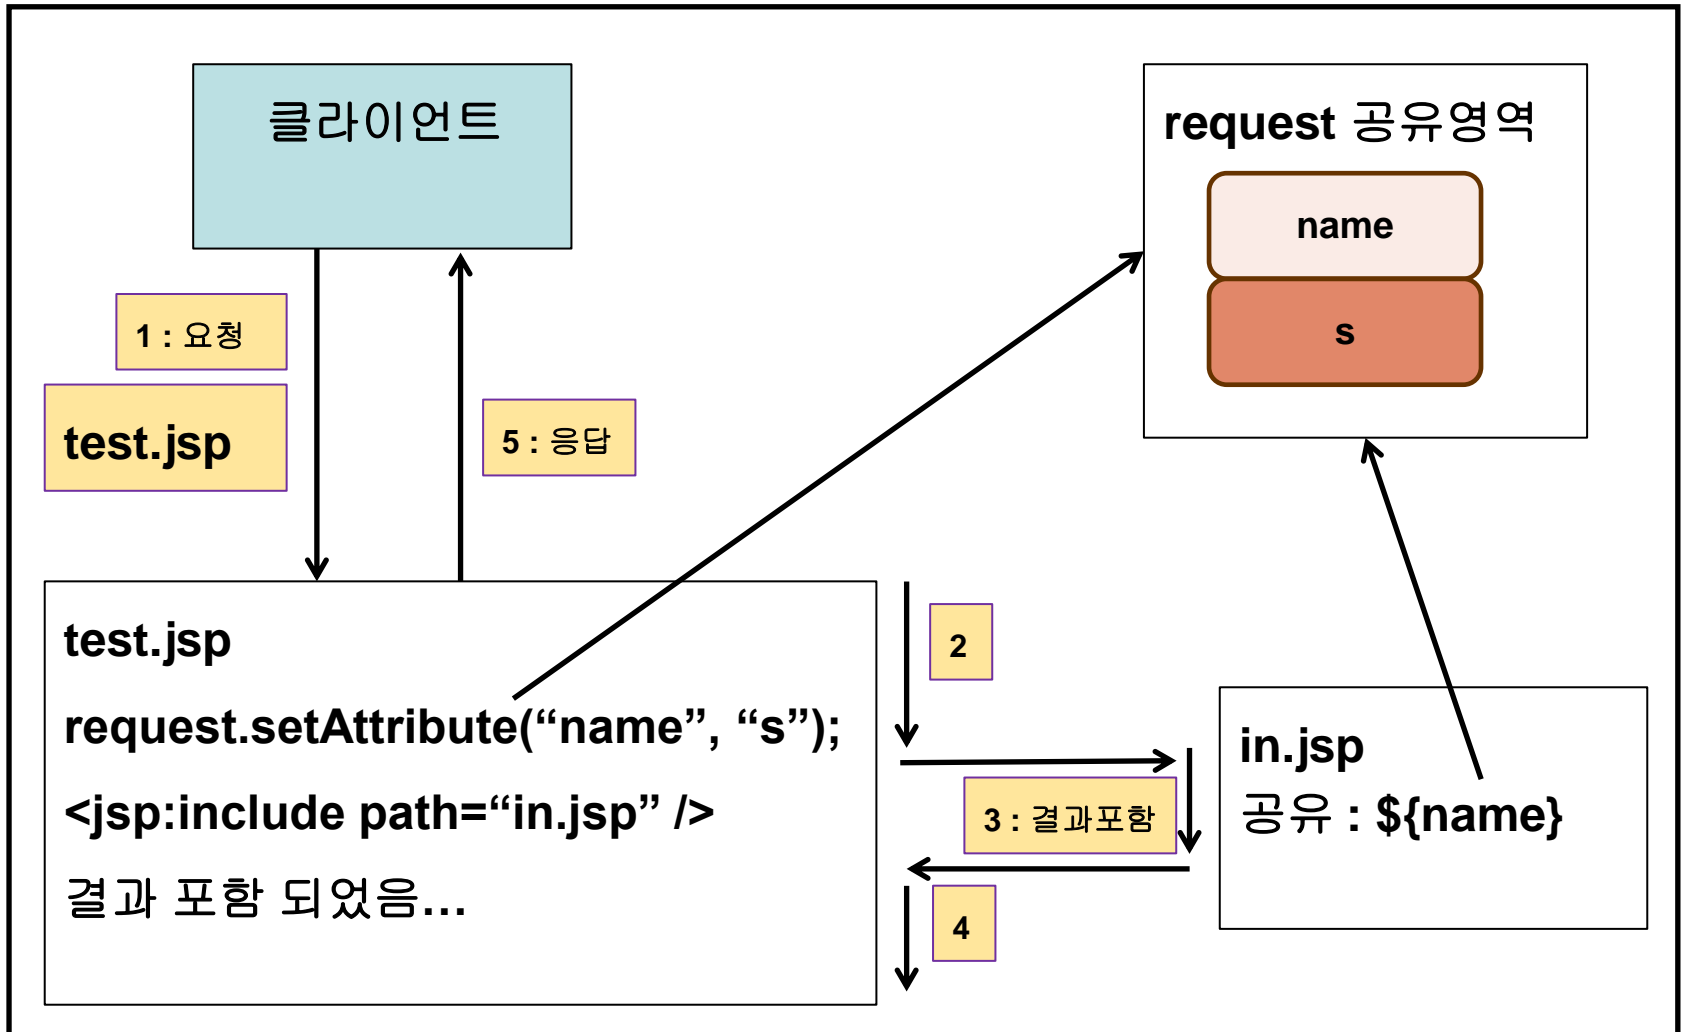 클라이언트
request 공유영역
name
s
1 : 요청
test.jsp
5 : 응답
test.jsp
request.setAttribute(“name”, “s”);
<jsp:include path=“in.jsp” />
결과 포함 되었음...
2
3 : 결과포함
4
in.jsp
공유 : ${name}